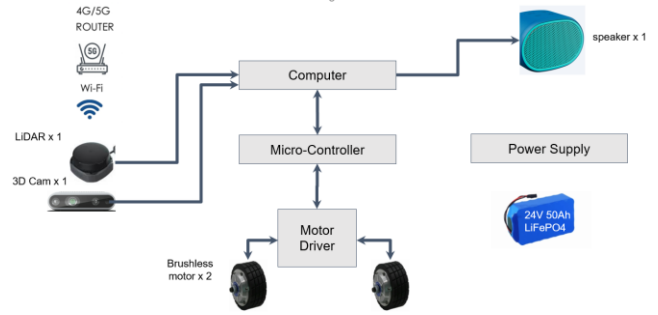 4G/5G
ROUTER
5G
Wi-Fi
LiDAR x 1
3D Cam x 1
Computer
speaker x 1
Micro-Controller
Power Supply
Motor
Driver
24V 50Ah
LiFePO4
Brushless
motor x 2